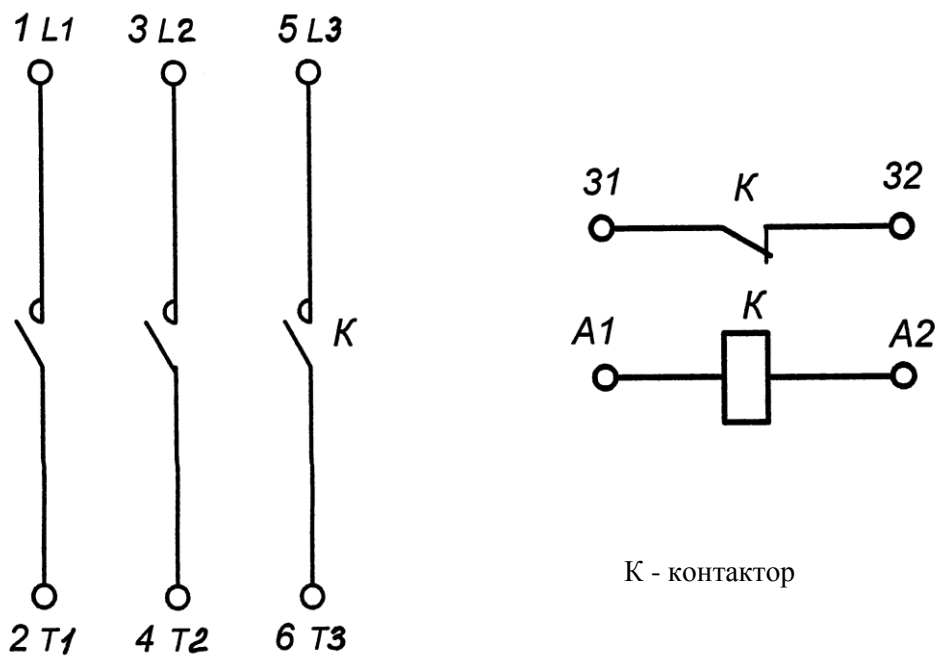 1 L1 3 L2 5 L3
31 К 32
К
К
A1 A2
К - контактор
2 T1 4 T2 6 T3